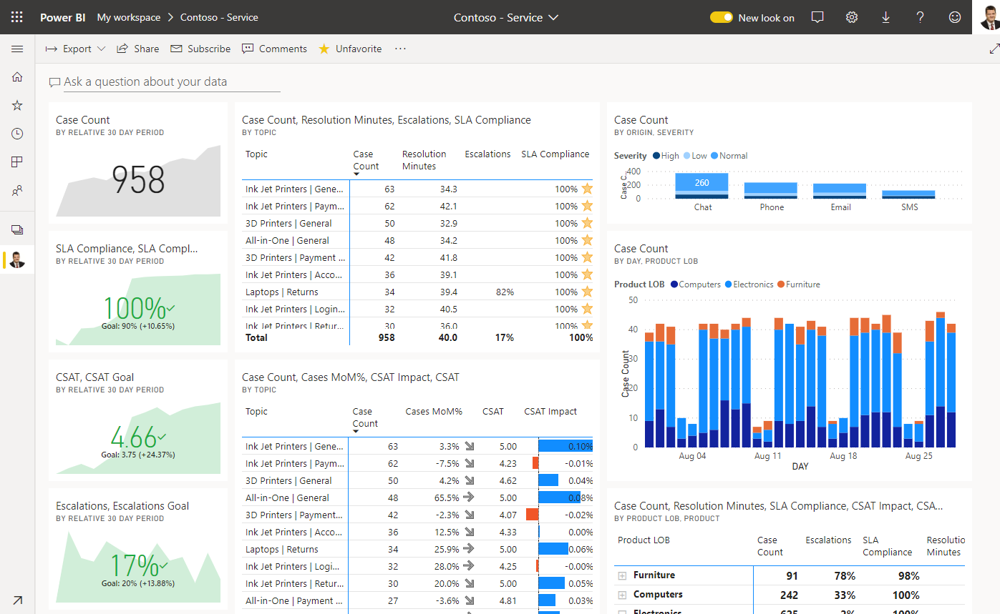 Power BI My workspace > Contoso - Service
Contoso - Service
New look on
Export Share Subscribe Comments Unfavorite ...
Ask a question about your data
Case Count
BY RELATIVE 30 DAY PERIOD
958
SLA Compliance, SLA Compl...
BY RELATIVE 30 DAY PERIOD
100%
Goal: 90% (+10.65%)
CSAT, CSAT Goal
BY RELATIVE 30 DAY PERIOD
4.66
Goal: 3.75 (+24.37%)
Escalations, Escalations Goal
BY RELATIVE 30 DAY PERIOD
17%
Goal: 20% (+13.88%)
Case Count, Resolution Minutes, Escalations, SLA Compliance
BY TOPIC
Topic Case Count Resolution Minutes Escalations SLA Compliance
Ink Jet Printers | Gene... 63 34.3 100%
Ink Jet Printers | Paym... 62 42.1 100%
3D Printers | General 50 32.9 100%
All-in-One | General 48 34.2 100%
3D Printers | Payment ... 42 41.8 100%
Ink Jet Printers | Acco... 36 39.1 100%
Laptops | Returns 34 39.4 82% 100%
Ink Jet Printers | Login... 32 40.5 100%
Ink Jet Printers | Retur... 30 36.0 100%
Total 958 40.0 17% 100%
Case Count, Cases MoM%, CSAT Impact, CSAT
BY TOPIC
Topic Case Count Cases MoM% CSAT CSAT Impact
Ink Jet Printers | Gene... 63 3.3% 5.00 0.10%
Ink Jet Printers | Paym... 62 -7.5% 4.23 -0.01%
3D Printers | General 50 4.2% 4.62 0.04%
All-in-One | General 48 65.5% 5.00 0.08%
3D Printers | Payment... 42 -2.3% 4.07 -0.02%
Ink Jet Printers | Acco... 36 12.5% 4.33 0.00%
Laptops | Returns 34 25.9% 5.00 0.06%
Ink Jet Printers | Logi... 32 28.0% 4.25 -0.00%
Ink Jet Printers | Retur... 30 20.0% 5.00 0.05%
All-in-One | Payment ... 27 -3.6% 4.81 0.03%
Case Count
BY ORIGIN, SEVERITY
Severity High Low Normal
Case C...
400
200
0
260
Chat Phone Email SMS
Case Count
BY DAY, PRODUCT LOB
Product LOB Computers Electronics Furniture
Case Count
50
40
30
20
10
0
Aug 04 Aug 11 Aug 18 Aug 25
DAY
Case Count, Resolution Minutes, SLA Compliance, CSAT Impact, CSA...
BY PRODUCT LOB, PRODUCT
Product LOB Case Count Escalations SLA Compliance Resolutio Minutes
Furniture 91 78% 98%
Computers 242 33% 100%
Electronics 625 2% 100%